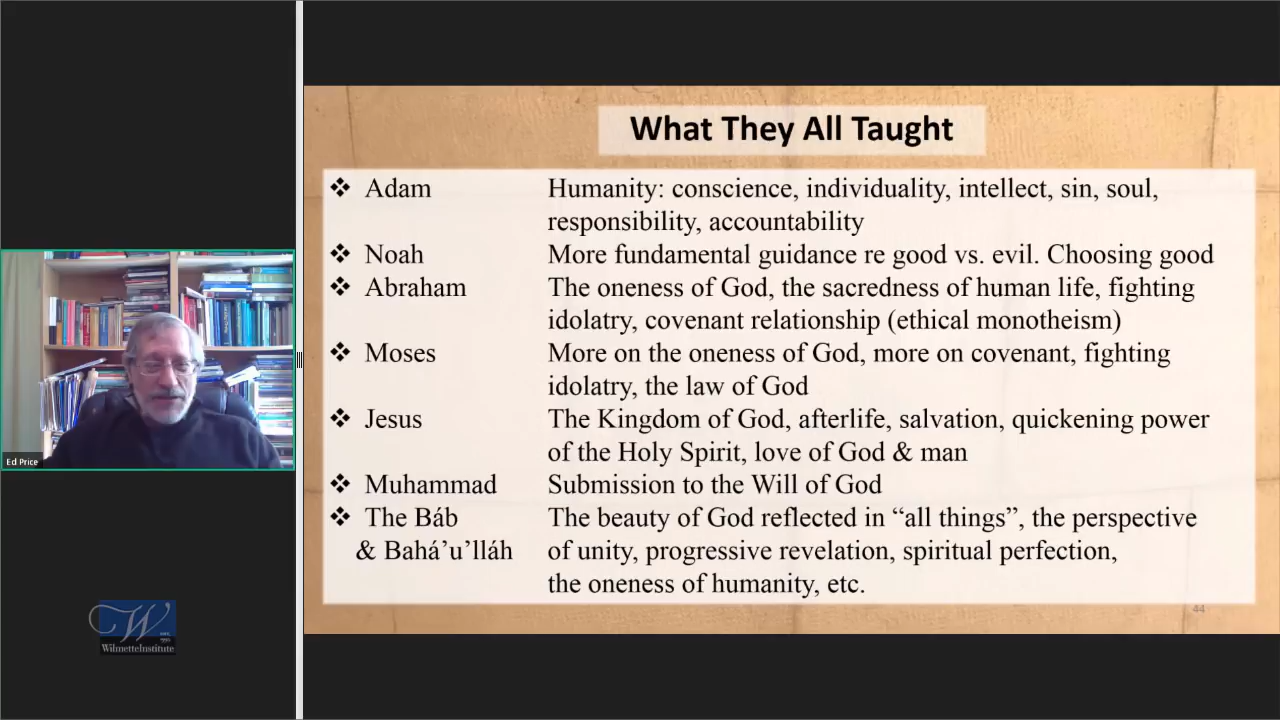 What They All Taught
❖ Adam Humanity: conscience, individuality, intellect, sin, soul,
responsibility, accountability
❖ Noah More fundamental guidance re good vs. evil. Choosing good
❖ Abraham The oneness of God, the sacredness of human life, fighting
idolatry, covenant relationship (ethical monotheism)
❖ Moses More on the oneness of God, more on covenant, fighting
idolatry, the law of God
❖ Jesus The Kingdom of God, afterlife, salvation, quickening power
of the Holy Spirit, love of God & man
❖ Muhammad Submission to the Will of God
❖ The Báb The beauty of God reflected in “all things”, the perspective
& Bahá’u’lláh of unity, progressive revelation, spiritual perfection,
the oneness of humanity, etc.
44
Ed Price
W
WilmetteInstitute